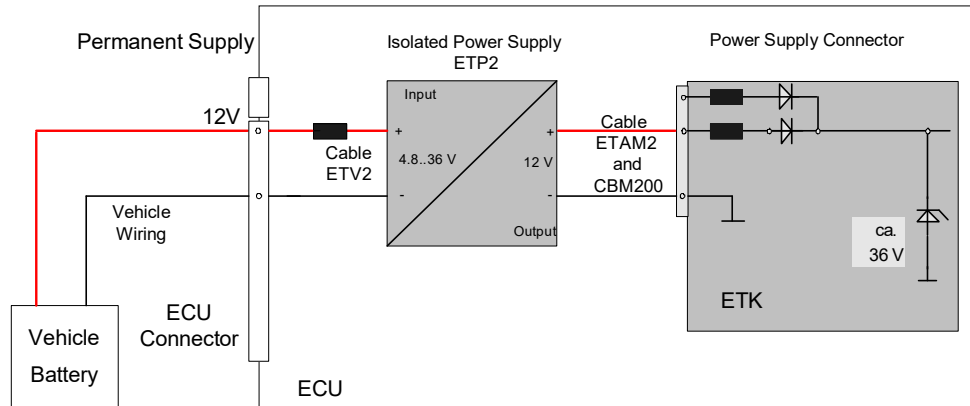 Permanent Supply
Isolated Power Supply
ETP2
Power Supply Connector
Input
12V
+
+
Cable
ETV2
4.8..36 V
12 V
Cable
ETAM2
and
CBM200
-
-
Vehicle
Wiring
Output
ca.
36 V
ETK
ECU
Connector
Vehicle
Battery
ECU